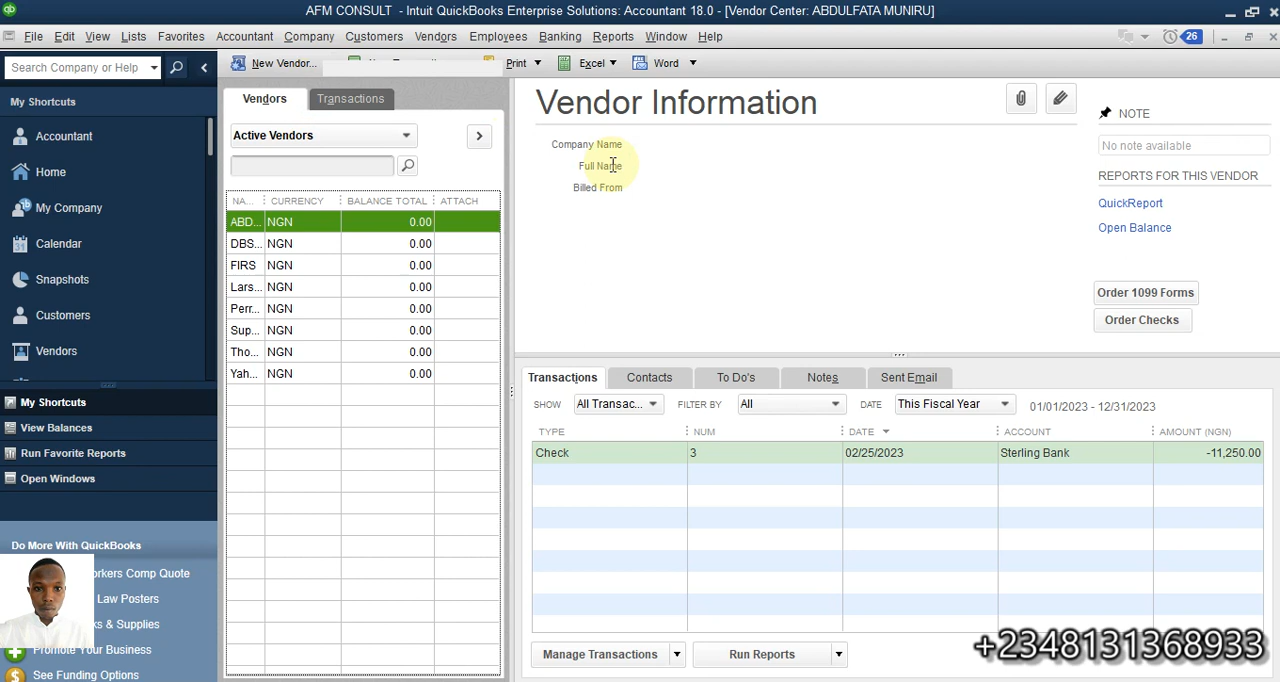 AFM CONSULT - Intuit QuickBooks Enterprise Solutions: Accountant 18.0 - [Vendor Center: ABDULFATA MUNIRU]
File Edit View Lists Favorites Accountant Company Customers Vendors Employees Banking Reports Window Help
26
Search Company or Help
My Shortcuts
Accountant
Home
My Company
Calendar
Snapshots
Customers
Vendors
My Shortcuts
View Balances
Run Favorite Reports
Open Windows
Do More With QuickBooks
orkers Comp Quote
Law Posters
ks & Supplies
Promote Your Business
See Funding Options
New Vendor... Print Excel Word
Vendors Transactions
Active Vendors
NA... CURRENCY BALANCE TOTAL ATTACH
ABD... NGN 0.00
DBS... NGN 0.00
FIRS NGN 0.00
Lars... NGN 0.00
Perr... NGN 0.00
Sup... NGN 0.00
Tho... NGN 0.00
Yah... NGN 0.00
Vendor Information
Company Name
Full Name
Billed From
NOTE
No note available
REPORTS FOR THIS VENDOR
QuickReport
Open Balance
Order 1099 Forms
Order Checks
Transactions Contacts To Do's Notes Sent Email
SHOW All Transac... FILTER BY All DATE This Fiscal Year 01/01/2023 - 12/31/2023
TYPE NUM DATE ACCOUNT AMOUNT (NGN)
Check 3 02/25/2023 Sterling Bank -11,250.00
Manage Transactions Run Reports
+2348131368933